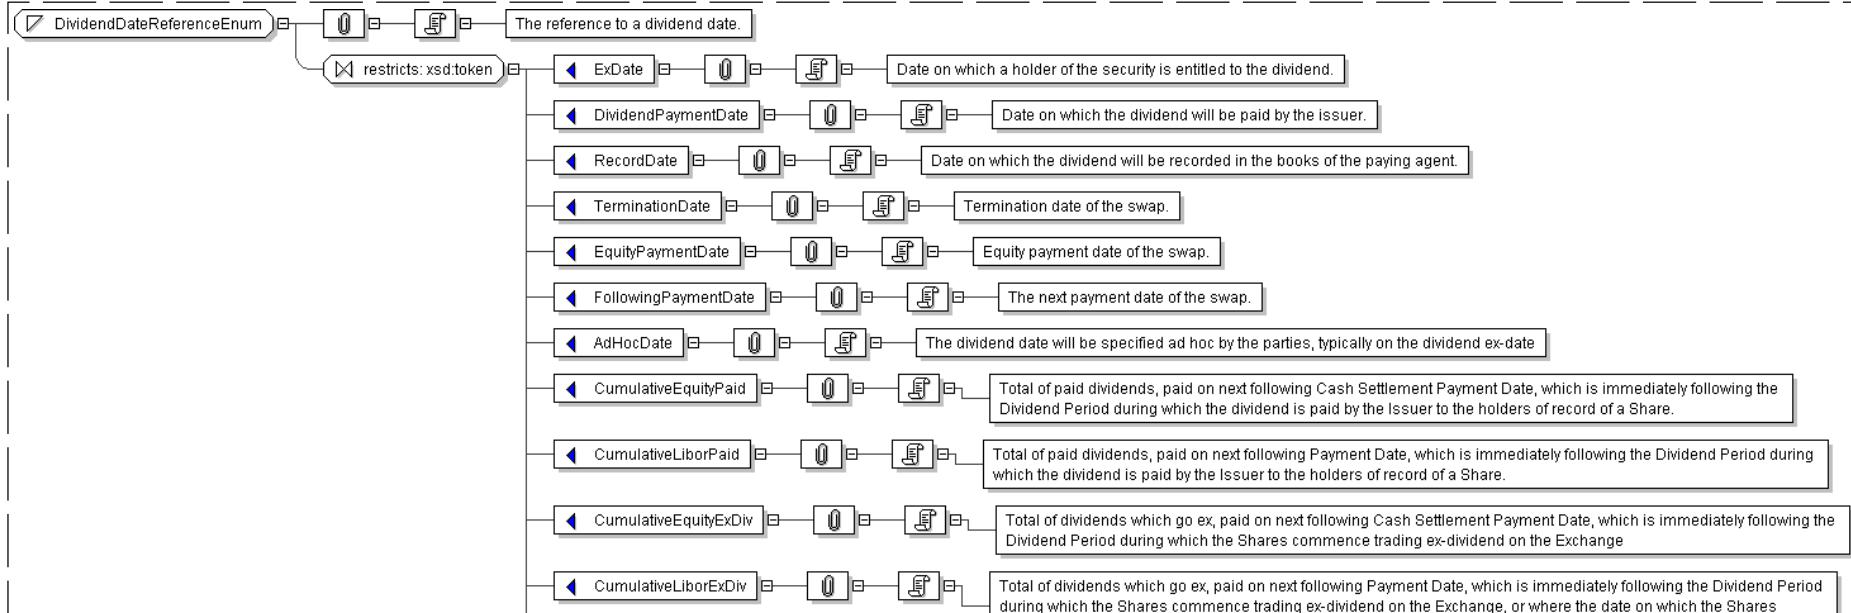 DividendDateReferenceEnum
The reference to a dividend date.
restricts: xsd:token
ExDate
Date on which a holder of the security is entitled to the dividend.
DividendPaymentDate
Date on which the dividend will be paid by the issuer.
RecordDate
Date on which the dividend will be recorded in the books of the paying agent.
TerminationDate
Termination date of the swap.
EquityPaymentDate
Equity payment date of the swap.
FollowingPaymentDate
The next payment date of the swap.
AdHocDate
The dividend date will be specified ad hoc by the parties, typically on the dividend ex-date
CumulativeEquityPaid
Total of paid dividends, paid on next following Cash Settlement Payment Date, which is immediately following the
Dividend Period during which the dividend is paid by the Issuer to the holders of record of a Share.
CumulativeLiborPaid
Total of paid dividends, paid on next following Payment Date, which is immediately following the Dividend Period during
which the dividend is paid by the Issuer to the holders of record of a Share.
CumulativeEquityExDiv
Total of dividends which go ex, paid on next following Cash Settlement Payment Date, which is immediately following the
Dividend Period during which the Shares commence trading ex-dividend on the Exchange
CumulativeLiborExDiv
Total of dividends which go ex, paid on next following Payment Date, which is immediately following the Dividend Period
during which the Shares commence trading ex-dividend on the Exchange, or where the date on which the Shares